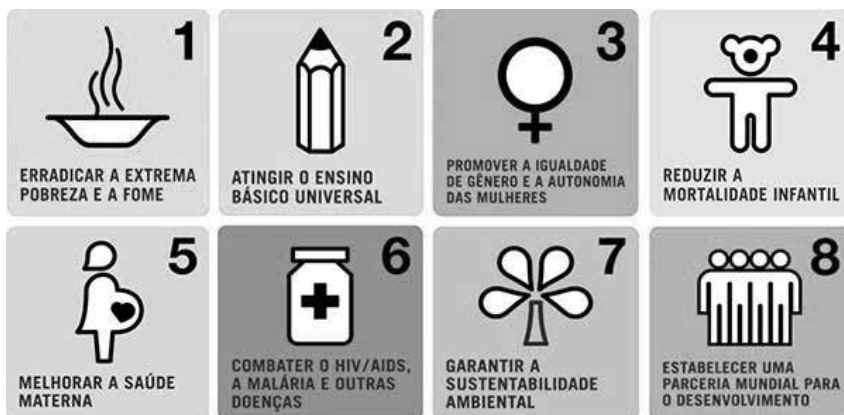 1
ERRADICAR A EXTREMA
POBREZA E A FOME
2
ATINGIR O ENSINO
BÁSICO UNIVERSAL
3
PROMOVER A IGUALDADE
DE GÊNERO E A AUTONOMIA
DAS MULHERES
4
REDUZIR A
MORTALIDADE INFANTIL
5
MELHORAR A SAÚDE
MATERNA
6
COMBATER O HIV/AIDS,
A MALÁRIA E OUTRAS
DOENÇAS
7
GARANTIR A
SUSTENTABILIDADE
AMBIENTAL
8
ESTABELECER UMA
PARCERIA MUNDIAL PARA
O DESENVOLVIMENTO